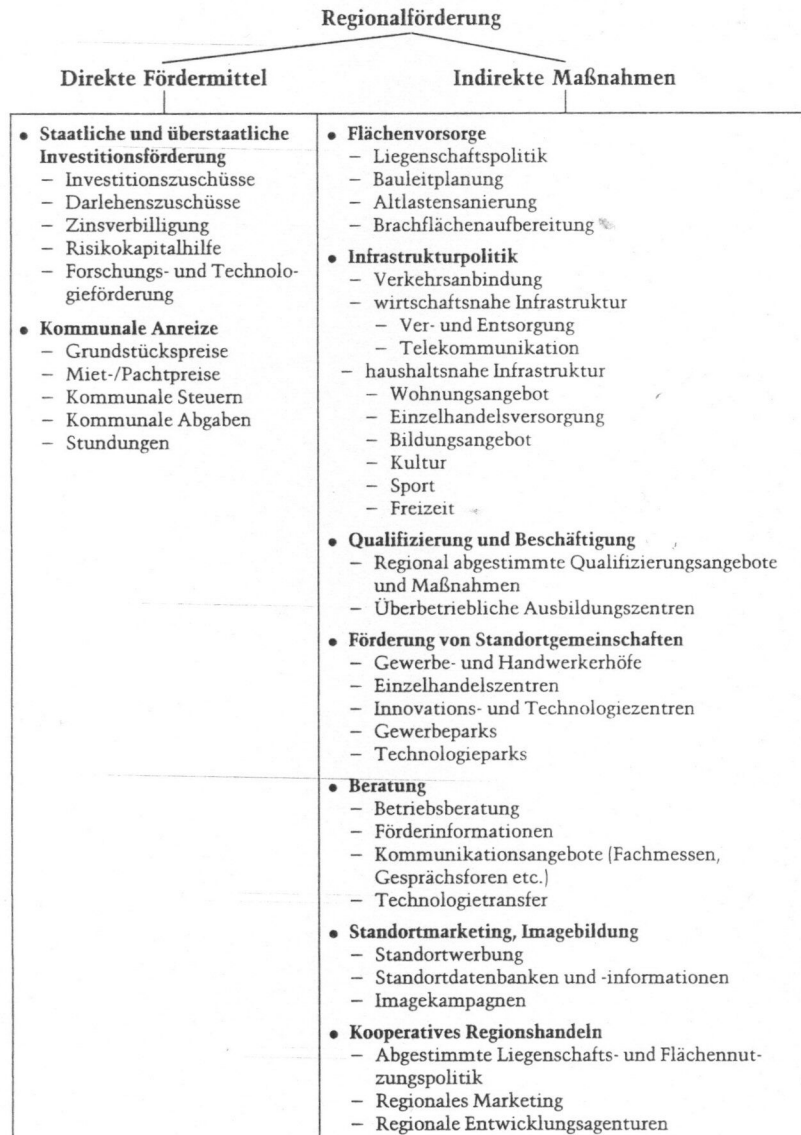 Regionalförderung
Direkte Fördermittel
• Staatliche und überstaatliche
Investitionsförderung
– Investitionszuschüsse
– Darlehenszuschüsse
– Zinsverbilligung
– Risikokapitalhilfe
– Forschungs- und Technolo-
gieförderung
• Kommunale Anreize
– Grundstückspreise
– Miet-/Pachtpreise
– Kommunale Steuern
– Kommunale Abgaben
– Stundungen
Indirekte Maßnahmen
• Flächenvorsorge
– Liegenschaftspolitik
– Bauleitplanung
– Altlastensanierung
– Brachflächenaufbereitung
• Infrastrukturpolitik
– Verkehrsanbindung
– wirtschaftsnahe Infrastruktur
– Ver- und Entsorgung
– Telekommunikation
– haushaltsnahe Infrastruktur
– Wohnungsangebot
– Einzelhandelsversorgung
– Bildungsangebot
– Kultur
– Sport
– Freizeit
• Qualifizierung und Beschäftigung
– Regional abgestimmte Qualifizierungsangebote
und Maßnahmen
– Überbetriebliche Ausbildungszentren
• Förderung von Standortgemeinschaften
– Gewerbe- und Handwerkerhöfe
– Einzelhandelszentren
– Innovations- und Technologiezentren
– Gewerbeparks
– Technologieparks
• Beratung
– Betriebsberatung
– Förderinformationen
– Kommunikationsangebote (Fachmessen,
Gesprächsforen etc.)
– Technologietransfer
• Standortmarketing, Imagebildung
– Standortwerbung
– Standortdatenbanken und -informationen
– Imagekampagnen
• Kooperatives Regionshandeln
– Abgestimmte Liegenschafts- und Flächennut-
zungspolitik
– Regionales Marketing
– Regionale Entwicklungsagenturen